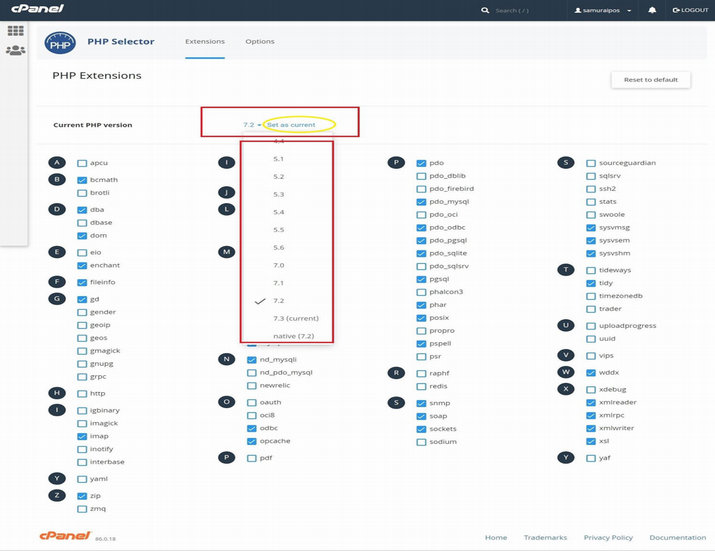 cPanel
Search ( / )
samuraipos
LOGOUT
PHP
PHP Selector
Extensions
Options
PHP Extensions
Reset to default
Current PHP version
7.2
Set as current
4.4
5.1
5.2
5.3
5.4
5.5
5.6
7.0
7.1
7.2
7.3 (current)
native (7.2)
A
apcu
B
bcmath
brotli
D
dba
dbase
dom
E
eio
enchant
F
fileinfo
G
gd
gender
geoip
geos
gmagick
gnupg
grpc
H
http
I
igbinary
imagick
imap
inotify
interbase
Y
yaml
Z
zip
zmq
I
J
L
M
N
nd_mysqli
nd_pdo_mysql
newrelic
O
oauth
oci8
odbc
opcache
P
pdf
P
pdo
pdo_dblib
pdo_firebird
pdo_mysql
pdo_oci
pdo_odbc
pdo_pgsql
pdo_sqlite
pdo_sqlsrv
pgsql
phalcon3
phar
posix
propro
pspell
psr
R
raphf
redis
S
snmp
soap
sockets
sodium
S
sourceguardian
sqlsrv
ssh2
stats
swoole
sysvmsg
sysvsem
sysvshm
T
tideways
tidy
timezonedb
trader
U
uploadprogress
uuid
V
vips
W
wddx
X
xdebug
xmlreader
xmlrpc
xmlwriter
xsl
Y
yaf
cPanel
86.0.18
Home
Trademarks
Privacy Policy
Documentation